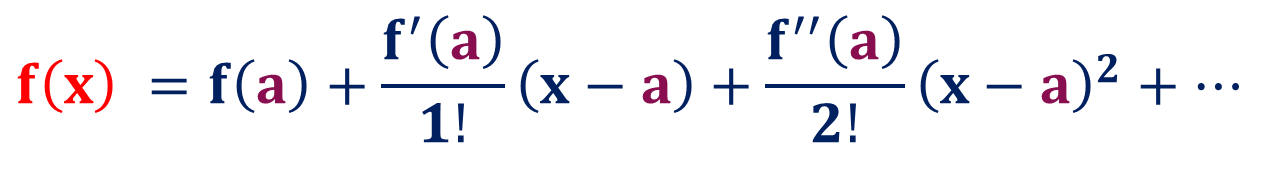 f(x) = f(a) + f′(a)/1! (x − a) + f′′(a)/2! (x − a)² + ⋯